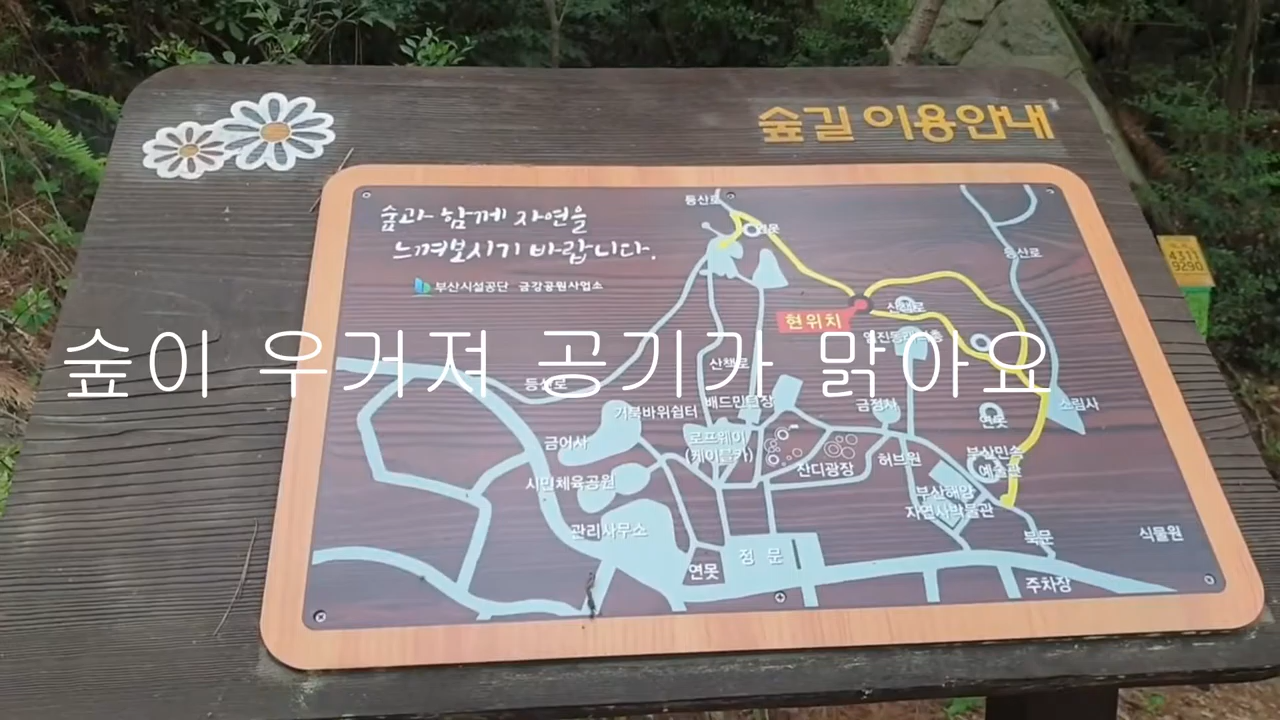 숲길 이용안내
숲과 함께 자연을
느껴보시기 바랍니다.
부산시설공단 금강공원사업소
등산로
연못
등산로
4311
9290
산책로
현위치
숲이 우거져 공기가 맑아요
산책로
등산로
배드민턴장
거북바위쉼터
금정사
소림사
연못
금어사
로프웨이
(케이블카)
잔디광장
허브원
부산민속
예술관
시민체육공원
부산해양
자연사박물관
관리사무소
정문
연못
북문
식물원
주차장